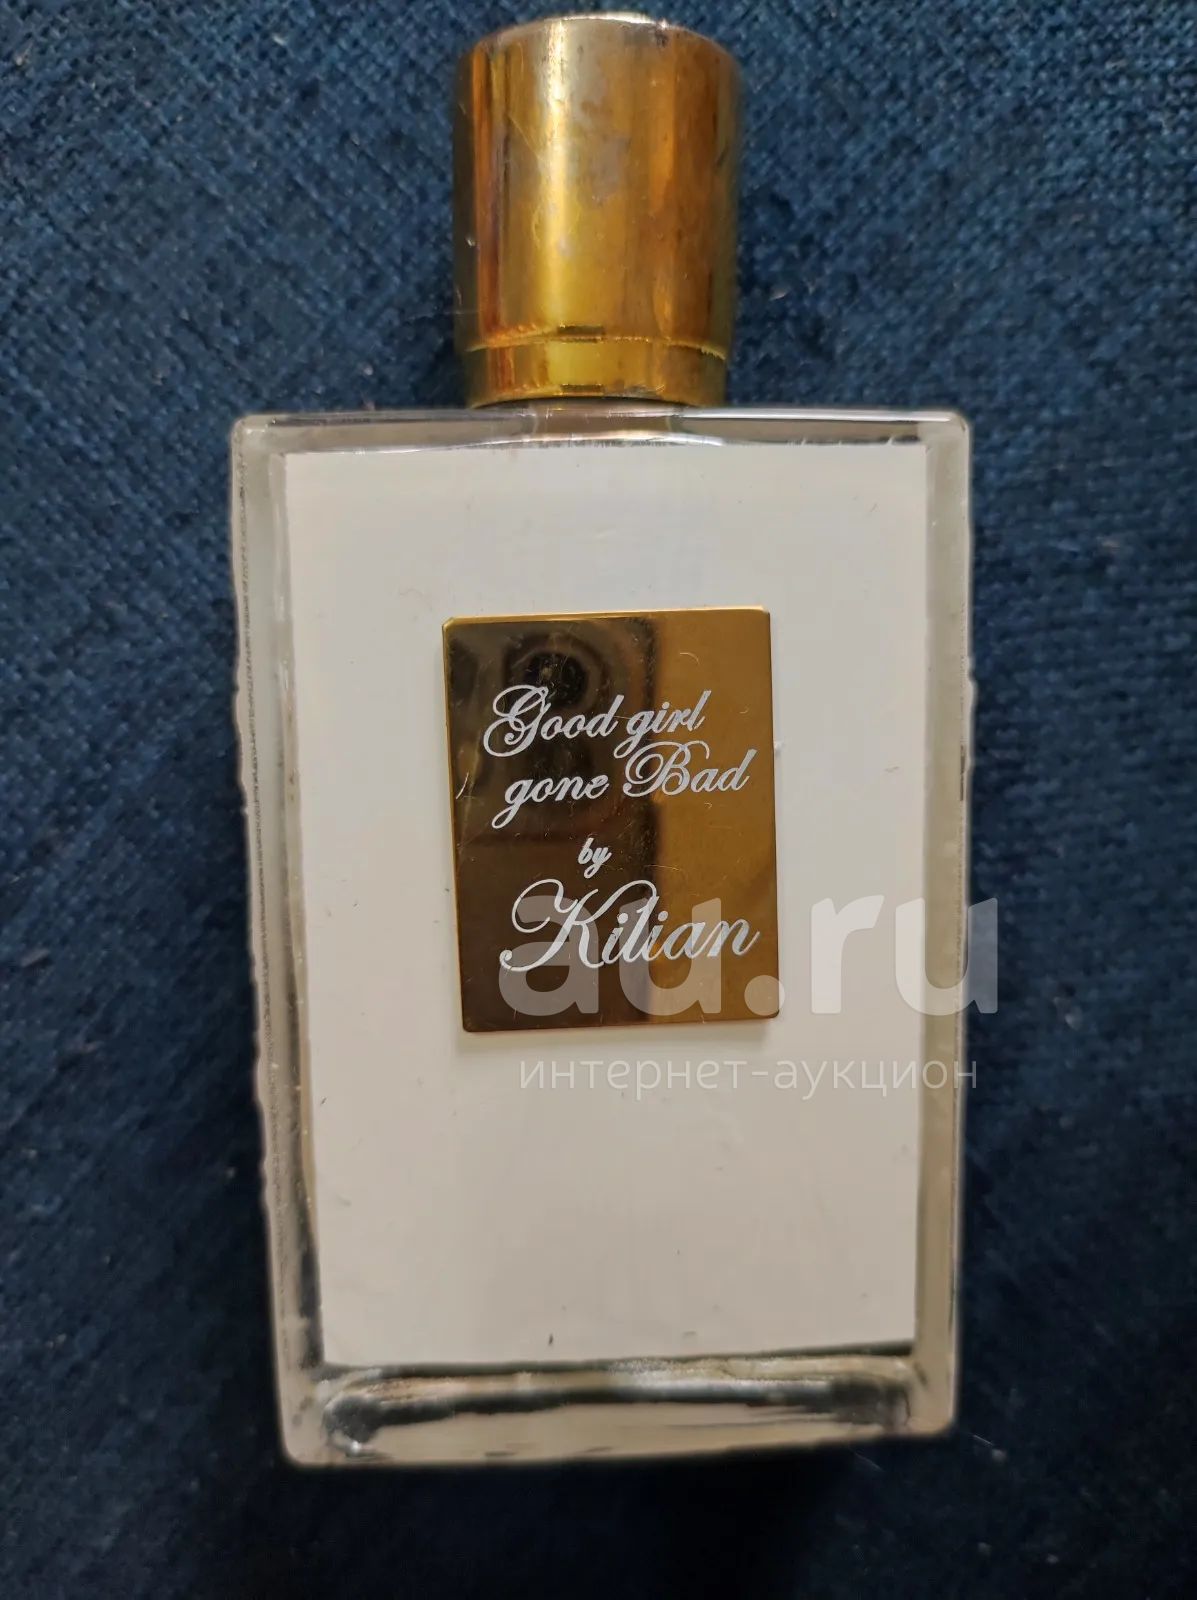 Good girl
gone Bad
by
Kilian
au.ru
интернет-аукцион